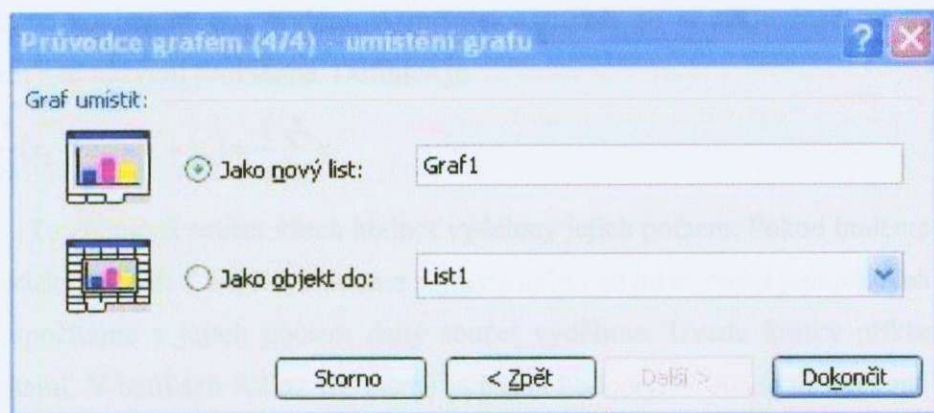 Průvodce grafem (4/4) - umístění grafu
Graf umístit:
Jako nový list: Graf1
Jako objekt do: List1
Storno < Zpět Další > Dokončit